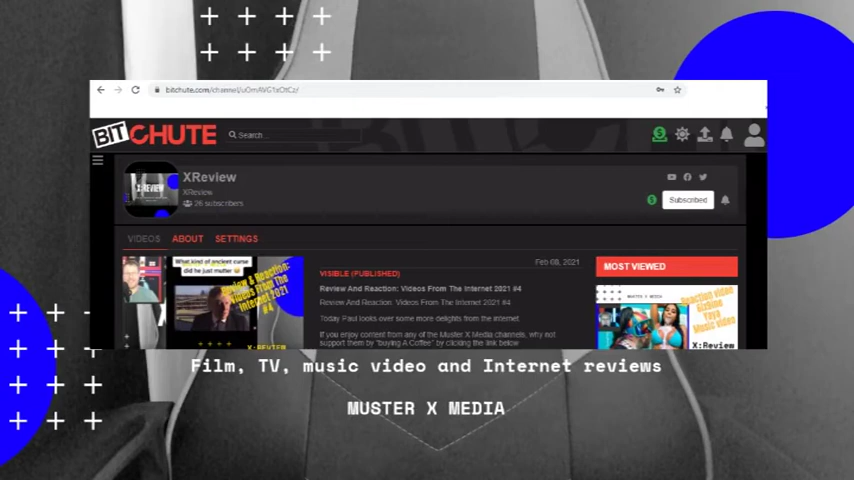 bitchute.com/channel/
BITCHUTE
Search...
XReview
XReview
26 subscribers
Subscribed
VIDEOS ABOUT SETTINGS
What kind of ancient curse
did he just mutter
Review & Reaction:
Videos From The
Internet 2021
#4
X:REVIEW
Feb 08, 2021
VISIBLE (PUBLISHED)
Review And Reaction: Videos From The Internet 2021 #4
Review And Reaction: Videos From The Internet 2021 #4
Today Paul looks over some more delights from the internet.
If you enjoy content from any of the Muster X Media channels, why not
support them by "buying A Coffee" by clicking the link below
MOST VIEWED
MUSTER X MEDIA
Reaction video
Yaya
Music video
X:Review
Film, TV, music video and Internet reviews
MUSTER X MEDIA